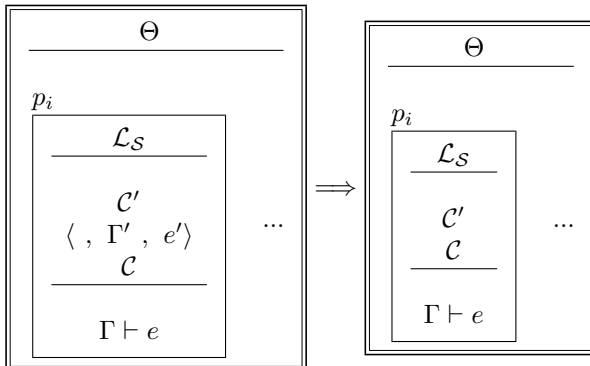 Θ
p_i
ℒ_𝒮
𝒞′
⟨ , Γ′ , e′⟩
𝒞
Γ ⊢ e
...
⟹
Θ
p_i
ℒ_𝒮
𝒞′
𝒞
Γ ⊢ e
...